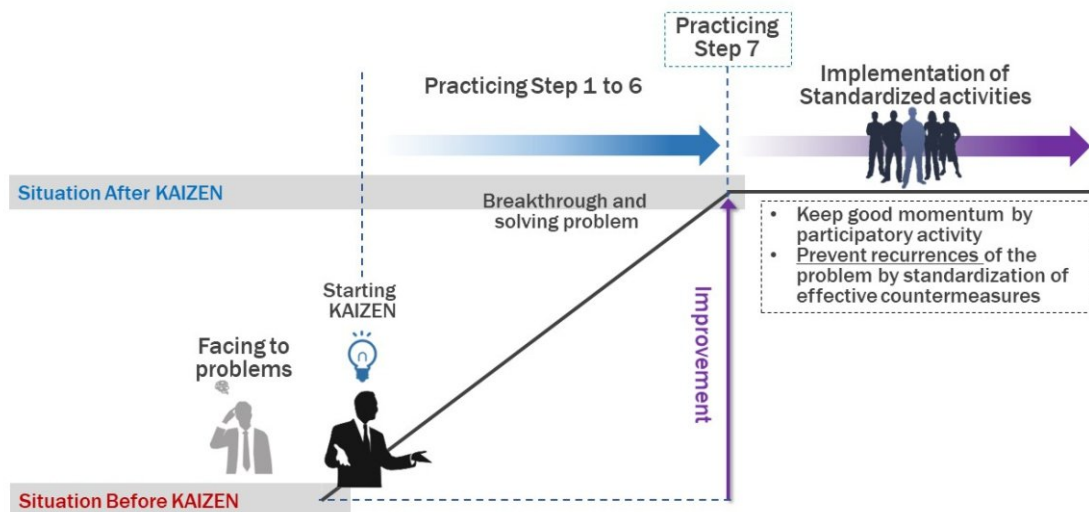 Practicing
Step 7
Practicing Step 1 to 6
Implementation of
Standardized activities
Situation After KAIZEN
Breakthrough and
solving problem
• Keep good momentum by
participatory activity
• Prevent recurrences of the
problem by standardization of
effective countermeasures
Starting
KAIZEN
Improvement
Facing to
problems
Situation Before KAIZEN